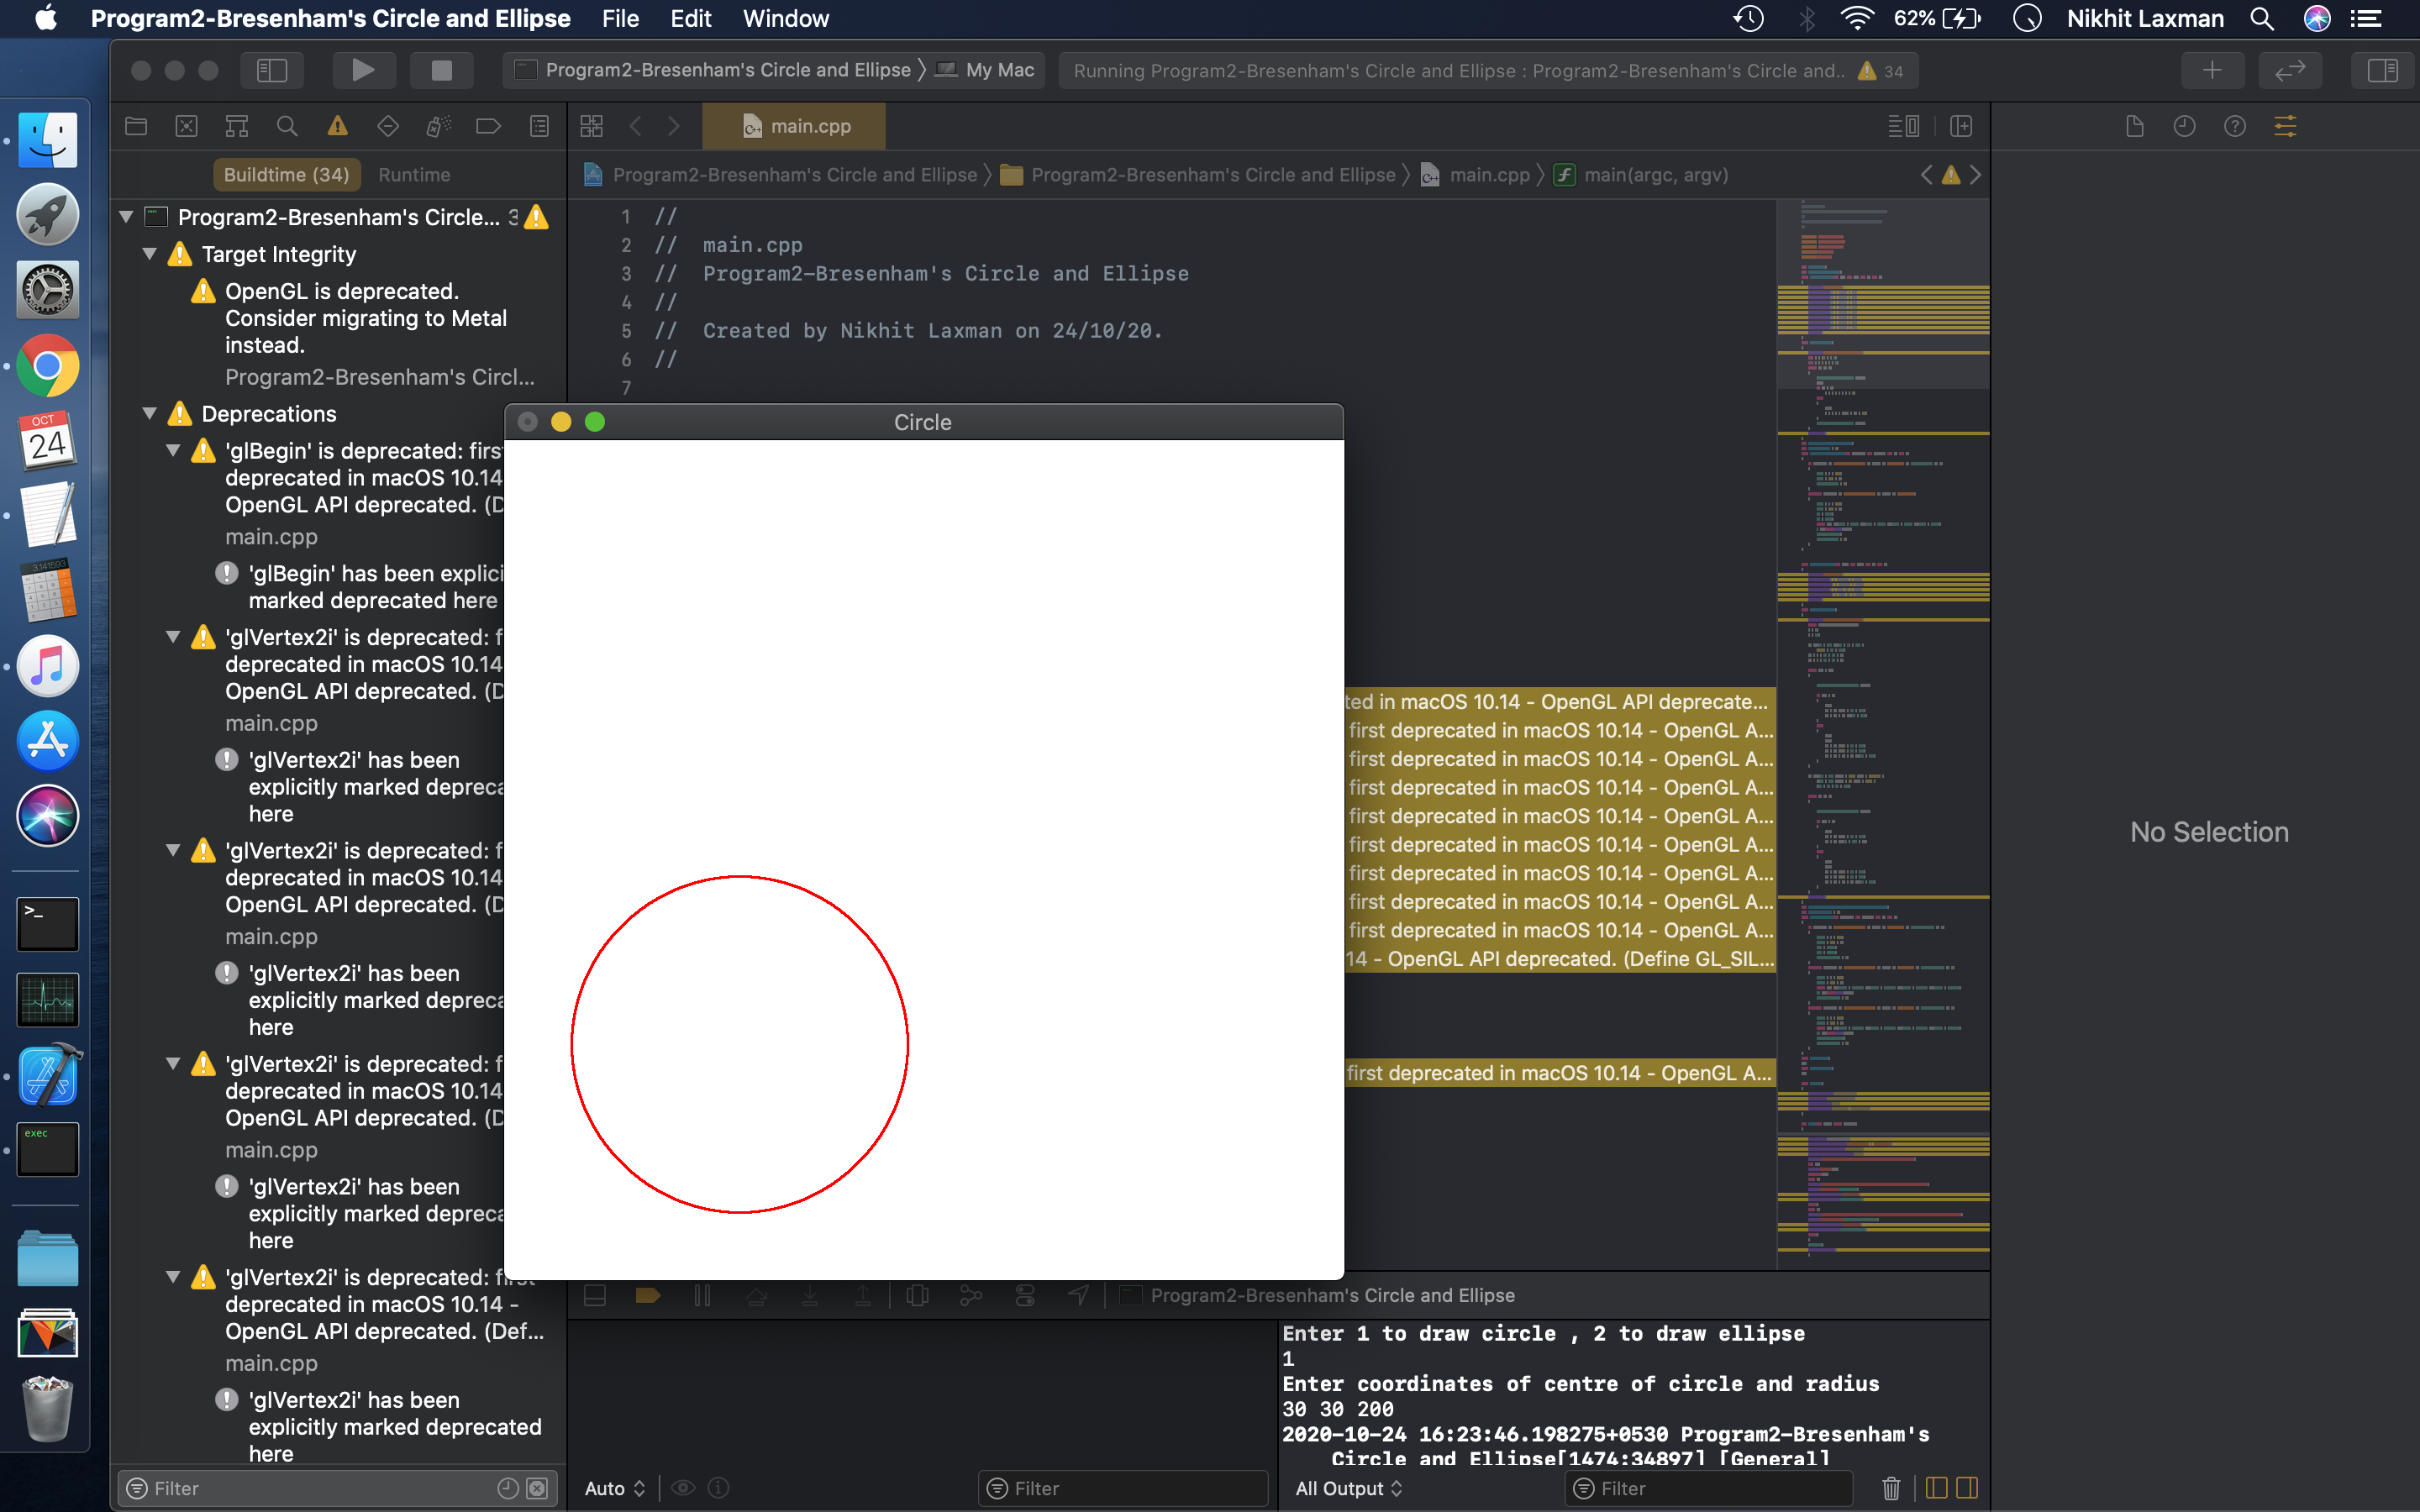 Program2-Bresenham's Circle and Ellipse File Edit Window 62% Nikhit Laxman
Program2-Bresenham's Circle and Ellipse My Mac Running Program2-Bresenham's Circle and Ellipse : Program2-Bresenham's Circle and.. 34
main.cpp
Buildtime (34) Runtime
Program2-Bresenham's Circle and Ellipse Program2-Bresenham's Circle and Ellipse main.cpp main(argc, argv)
Program2-Bresenham's Circle... 3
Target Integrity
OpenGL is deprecated.
Consider migrating to Metal
instead.
Program2-Bresenham's Circl...
Deprecations
'glBegin' is deprecated: first
deprecated in macOS 10.14
OpenGL API deprecated. (D
main.cpp
'glBegin' has been explici
marked deprecated here
'glVertex2i' is deprecated: f
deprecated in macOS 10.14
OpenGL API deprecated. (D
main.cpp
'glVertex2i' has been
explicitly marked depreca
here
'glVertex2i' is deprecated: f
deprecated in macOS 10.14
OpenGL API deprecated. (D
main.cpp
'glVertex2i' has been
explicitly marked depreca
here
'glVertex2i' is deprecated: f
deprecated in macOS 10.14
OpenGL API deprecated. (D
main.cpp
'glVertex2i' has been
explicitly marked depreca
here
'glVertex2i' is deprecated: first
deprecated in macOS 10.14 -
OpenGL API deprecated. (Def...
main.cpp
'glVertex2i' has been
explicitly marked deprecated
here
Filter
1 //
2 // main.cpp
3 // Program2-Bresenham's Circle and Ellipse
4 //
5 // Created by Nikhit Laxman on 24/10/20.
6 //
7
Circle
ted in macOS 10.14 - OpenGL API deprecate...
first deprecated in macOS 10.14 - OpenGL A...
first deprecated in macOS 10.14 - OpenGL A...
first deprecated in macOS 10.14 - OpenGL A...
first deprecated in macOS 10.14 - OpenGL A...
first deprecated in macOS 10.14 - OpenGL A...
first deprecated in macOS 10.14 - OpenGL A...
first deprecated in macOS 10.14 - OpenGL A...
first deprecated in macOS 10.14 - OpenGL A...
14 - OpenGL API deprecated. (Define GL_SIL...
first deprecated in macOS 10.14 - OpenGL A...
No Selection
Program2-Bresenham's Circle and Ellipse
Enter 1 to draw circle , 2 to draw ellipse
1
Enter coordinates of centre of circle and radius
30 30 200
2020-10-24 16:23:46.198275+0530 Program2-Bresenham's
Circle and Ellipse[1474:34897] [General]
Auto Filter All Output Filter
OCT
24
3.141593
>_
exec